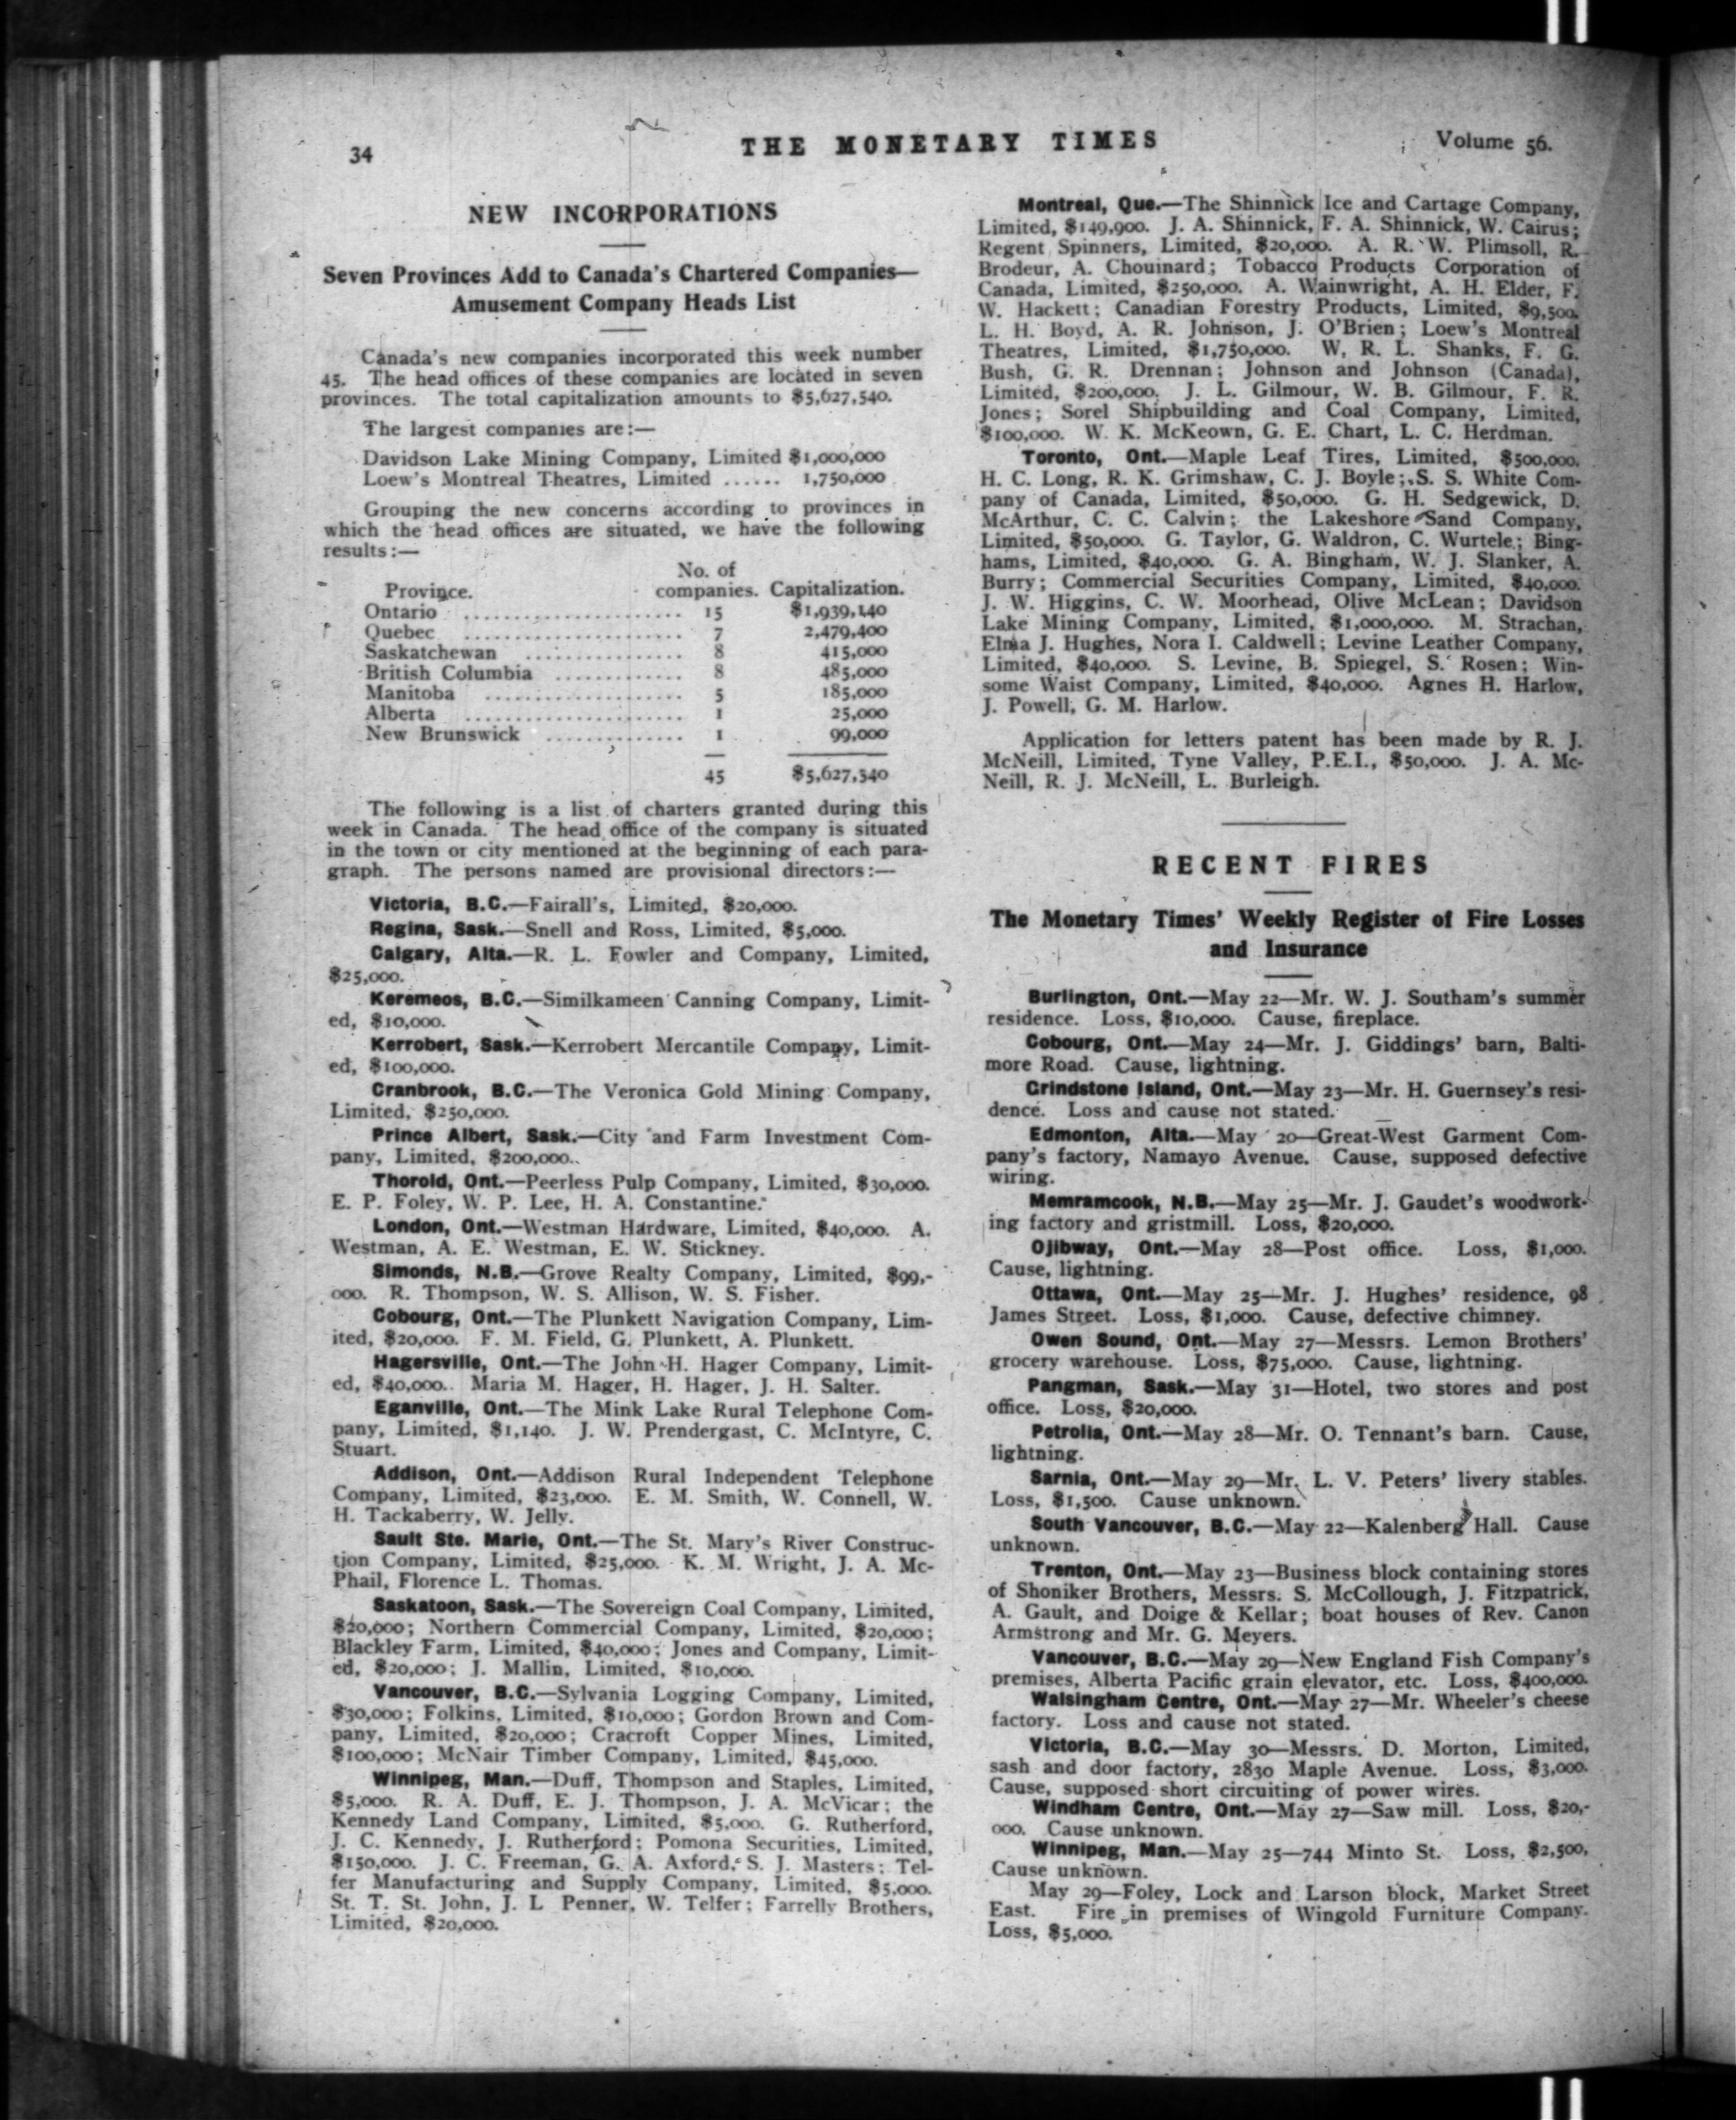 34
THE MONETARY TIMES
Volume 56.
NEW INCORPORATIONS
Seven Provinces Add to Canada's Chartered Companies—
Amusement Company Heads List
Canada's new companies incorporated this week number
45. The head offices of these companies are located in seven
provinces. The total capitalization amounts to $5,627,540.
The largest companies are:—
Davidson Lake Mining Company, Limited $1,000,000
Loew's Montreal Theatres, Limited ...... 1,750,000
Grouping the new concerns according to provinces in
which the head offices are situated, we have the following
results:—
No. of
Province. companies. Capitalization.
Ontario ...................... 15 $1,939,140
Quebec ...................... 7 2,479,400
Saskatchewan ................ 8 415,000
British Columbia ............. 8 485,000
Manitoba .................... 5 185,000
Alberta ...................... 1 25,000
New Brunswick .............. 1 99,000
45 $5,627,540
The following is a list of charters granted during this
week in Canada. The head office of the company is situated
in the town or city mentioned at the beginning of each para-
graph. The persons named are provisional directors:—
Victoria, B.C.—Fairall's, Limited, $20,000.
Regina, Sask.—Snell and Ross, Limited, $5,000.
Calgary, Alta.—R. L. Fowler and Company, Limited,
$25,000.
Keremeos, B.C.—Similkameen Canning Company, Limit-
ed, $10,000.
Kerrobert, Sask.—Kerrobert Mercantile Company, Limit-
ed, $100,000.
Cranbrook, B.C.—The Veronica Gold Mining Company,
Limited, $250,000.
Prince Albert, Sask.—City and Farm Investment Com-
pany, Limited, $200,000.
Thorold, Ont.—Peerless Pulp Company, Limited, $30,000.
E. P. Foley, W. P. Lee, H. A. Constantine.
London, Ont.—Westman Hardware, Limited, $40,000. A.
Westman, A. E. Westman, E. W. Stickney.
Simonds, N.B.—Grove Realty Company, Limited, $99,-
000. R. Thompson, W. S. Allison, W. S. Fisher.
Cobourg, Ont.—The Plunkett Navigation Company, Lim-
ited, $20,000. F. M. Field, G. Plunkett, A. Plunkett.
Hagersville, Ont.—The John H. Hager Company, Limit-
ed, $40,000. Maria M. Hager, H. Hager, J. H. Salter.
Eganville, Ont.—The Mink Lake Rural Telephone Com-
pany, Limited, $1,140. J. W. Prendergast, C. McIntyre, C.
Stuart.
Addison, Ont.—Addison Rural Independent Telephone
Company, Limited, $23,000. E. M. Smith, W. Connell, W.
H. Tackaberry, W. Jelly.
Sault Ste. Marie, Ont.—The St. Mary's River Construc-
tion Company, Limited, $25,000. K. M. Wright, J. A. Mc-
Phail, Florence L. Thomas.
Saskatoon, Sask.—The Sovereign Coal Company, Limited,
$20,000; Northern Commercial Company, Limited, $20,000;
Blackley Farm, Limited, $40,000; Jones and Company, Limit-
ed, $20,000; J. Mallin, Limited, $10,000.
Vancouver, B.C.—Sylvania Logging Company, Limited,
$30,000; Folkins, Limited, $10,000; Gordon Brown and Com-
pany, Limited, $20,000; Cracroft Copper Mines, Limited,
$100,000; McNair Timber Company, Limited, $45,000.
Winnipeg, Man.—Duff, Thompson and Staples, Limited,
$5,000. R. A. Duff, E. J. Thompson, J. A. McVicar; the
Kennedy Land Company, Limited, $5,000. G. Rutherford,
J. C. Kennedy, J. Rutherford; Pomona Securities, Limited,
$150,000. J. C. Freeman, G. A. Axford, S. J. Masters; Tel-
fer Manufacturing and Supply Company, Limited, $5,000.
St. T. St. John, J. L Penner, W. Telfer; Farrelly Brothers,
Limited, $20,000.
Montreal, Que.—The Shinnick Ice and Cartage Company,
Limited, $149,900. J. A. Shinnick, F. A. Shinnick, W. Cairus;
Regent Spinners, Limited, $20,000. A. R. W. Plimsoll, R.
Brodeur, A. Chouinard; Tobacco Products Corporation of
Canada, Limited, $250,000. A. Wainwright, A. H. Elder, F.
W. Hackett; Canadian Forestry Products, Limited, $9,500.
L. H. Boyd, A. R. Johnson, J. O'Brien; Loew's Montreal
Theatres, Limited, $1,750,000. W. R. L. Shanks, F. G.
Bush, G. R. Drennan; Johnson and Johnson (Canada),
Limited, $200,000. J. L. Gilmour, W. B. Gilmour, F. R.
Jones; Sorel Shipbuilding and Coal Company, Limited,
$100,000. W. K. McKeown, G. E. Chart, L. C. Herdman.
Toronto, Ont.—Maple Leaf Tires, Limited, $500,000.
H. C. Long, R. K. Grimshaw, C. J. Boyle; S. S. White Com-
pany of Canada, Limited, $50,000. G. H. Sedgewick, D.
McArthur, C. C. Calvin; the Lakeshore Sand Company,
Limited, $50,000. G. Taylor, G. Waldron, C. Wurtele; Bing-
hams, Limited, $40,000. G. A. Bingham, W. J. Slanker, A.
Burry; Commercial Securities Company, Limited, $40,000.
J. W. Higgins, C. W. Moorhead, Olive McLean; Davidson
Lake Mining Company, Limited, $1,000,000. M. Strachan,
Elma J. Hughes, Nora I. Caldwell; Levine Leather Company,
Limited, $40,000. S. Levine, B. Spiegel, S. Rosen; Win-
some Waist Company, Limited, $40,000. Agnes H. Harlow,
J. Powell, G. M. Harlow.
Application for letters patent has been made by R. J.
McNeill, Limited, Tyne Valley, P.E.I., $50,000. J. A. Mc-
Neill, R. J. McNeill, L. Burleigh.
RECENT FIRES
The Monetary Times' Weekly Register of Fire Losses
and Insurance
Burlington, Ont.—May 22—Mr. W. J. Southam's summer
residence. Loss, $10,000. Cause, fireplace.
Cobourg, Ont.—May 24—Mr. J. Giddings' barn, Balti-
more Road. Cause, lightning.
Grindstone Island, Ont.—May 23—Mr. H. Guernsey's resi-
dence. Loss and cause not stated.
Edmonton, Alta.—May 20—Great-West Garment Com-
pany's factory, Namayo Avenue. Cause, supposed defective
wiring.
Memramcook, N.B.—May 25—Mr. J. Gaudet's woodwork-
ing factory and gristmill. Loss, $20,000.
Ojibway, Ont.—May 28—Post office. Loss, $1,000.
Cause, lightning.
Ottawa, Ont.—May 25—Mr. J. Hughes' residence, 98
James Street. Loss, $1,000. Cause, defective chimney.
Owen Sound, Ont.—May 27—Messrs. Lemon Brothers'
grocery warehouse. Loss, $75,000. Cause, lightning.
Pangman, Sask.—May 31—Hotel, two stores and post
office. Loss, $20,000.
Petrolia, Ont.—May 28—Mr. O. Tennant's barn. Cause,
lightning.
Sarnia, Ont.—May 29—Mr. L. V. Peters' livery stables.
Loss, $1,500. Cause unknown.
South Vancouver, B.C.—May 22—Kalenberg Hall. Cause
unknown.
Trenton, Ont.—May 23—Business block containing stores
of Shoniker Brothers, Messrs. S. McCollough, J. Fitzpatrick,
A. Gault, and Doige & Kellar; boat houses of Rev. Canon
Armstrong and Mr. G. Meyers.
Vancouver, B.C.—May 29—New England Fish Company's
premises, Alberta Pacific grain elevator, etc. Loss, $400,000.
Walsingham Centre, Ont.—May 27—Mr. Wheeler's cheese
factory. Loss and cause not stated.
Victoria, B.C.—May 30—Messrs. D. Morton, Limited,
sash and door factory, 2830 Maple Avenue. Loss, $3,000.
Cause, supposed short circuiting of power wires.
Windham Centre, Ont.—May 27—Saw mill. Loss, $20,-
000. Cause unknown.
Winnipeg, Man.—May 25—744 Minto St. Loss, $2,500,
Cause unknown.
May 29—Foley, Lock and Larson block, Market Street
East. Fire in premises of Wingold Furniture Company.
Loss, $5,000.